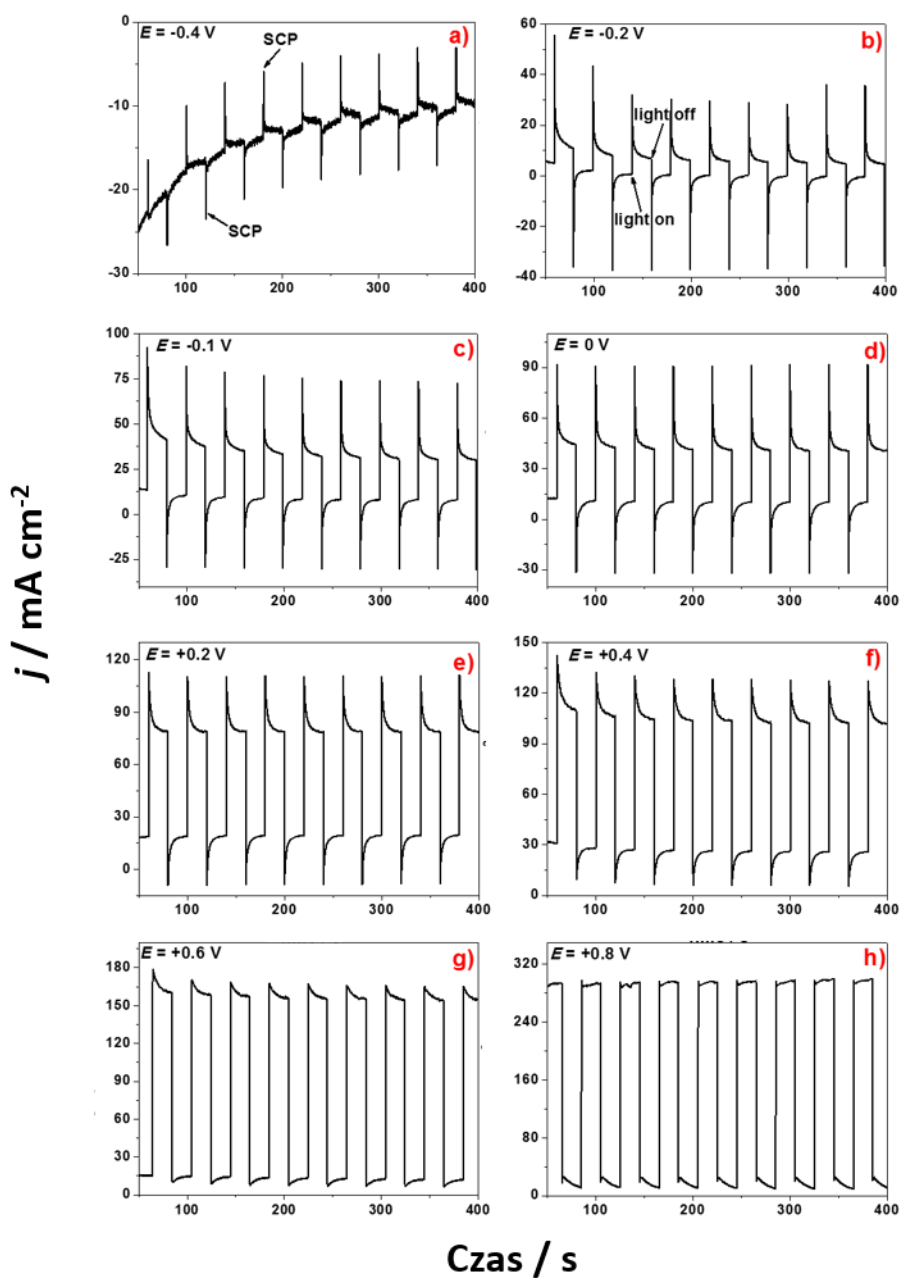 E = -0.4 V SCP a)
0
-10
-20
-30
SCP
100 200 300 400
E = -0.2 V b)
60
40
20
0
-20
-40
light off
light on
100 200 300 400
E = -0.1 V c)
100
75
50
25
0
-25
100 200 300 400
E = 0 V d)
90
60
30
0
-30
100 200 300 400
j / mA cm⁻²
E = +0.2 V e)
120
90
60
30
0
100 200 300 400
E = +0.4 V f)
150
120
90
60
30
0
100 200 300 400
E = +0.6 V g)
180
150
120
90
60
30
0
100 200 300 400
E = +0.8 V h)
320
240
160
80
0
100 200 300 400
Czas / s